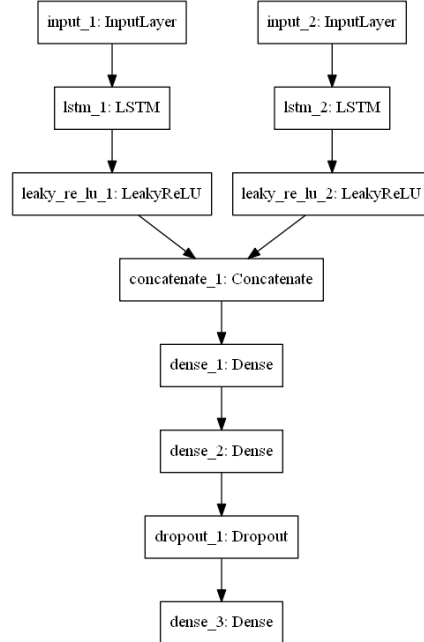 input_1: InputLayer
input_2: InputLayer
lstm_1: LSTM
lstm_2: LSTM
leaky_re_lu_1: LeakyReLU
leaky_re_lu_2: LeakyReLU
concatenate_1: Concatenate
dense_1: Dense
dense_2: Dense
dropout_1: Dropout
dense_3: Dense